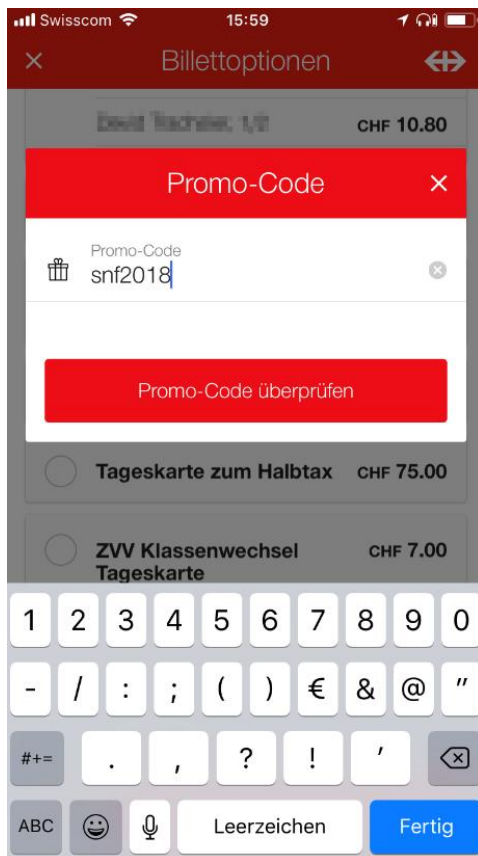 Swisscom 15:59
Billettoptionen
CHF 10.80
Promo-Code
Promo-Code
snf2018
Promo-Code überprüfen
Tageskarte zum Halbtax CHF 75.00
ZVV Klassenwechsel CHF 7.00
Tageskarte
1 2 3 4 5 6 7 8 9 0
- / : ; ( ) € & @ "
#+= . , ? ! '
ABC Leerzeichen Fertig